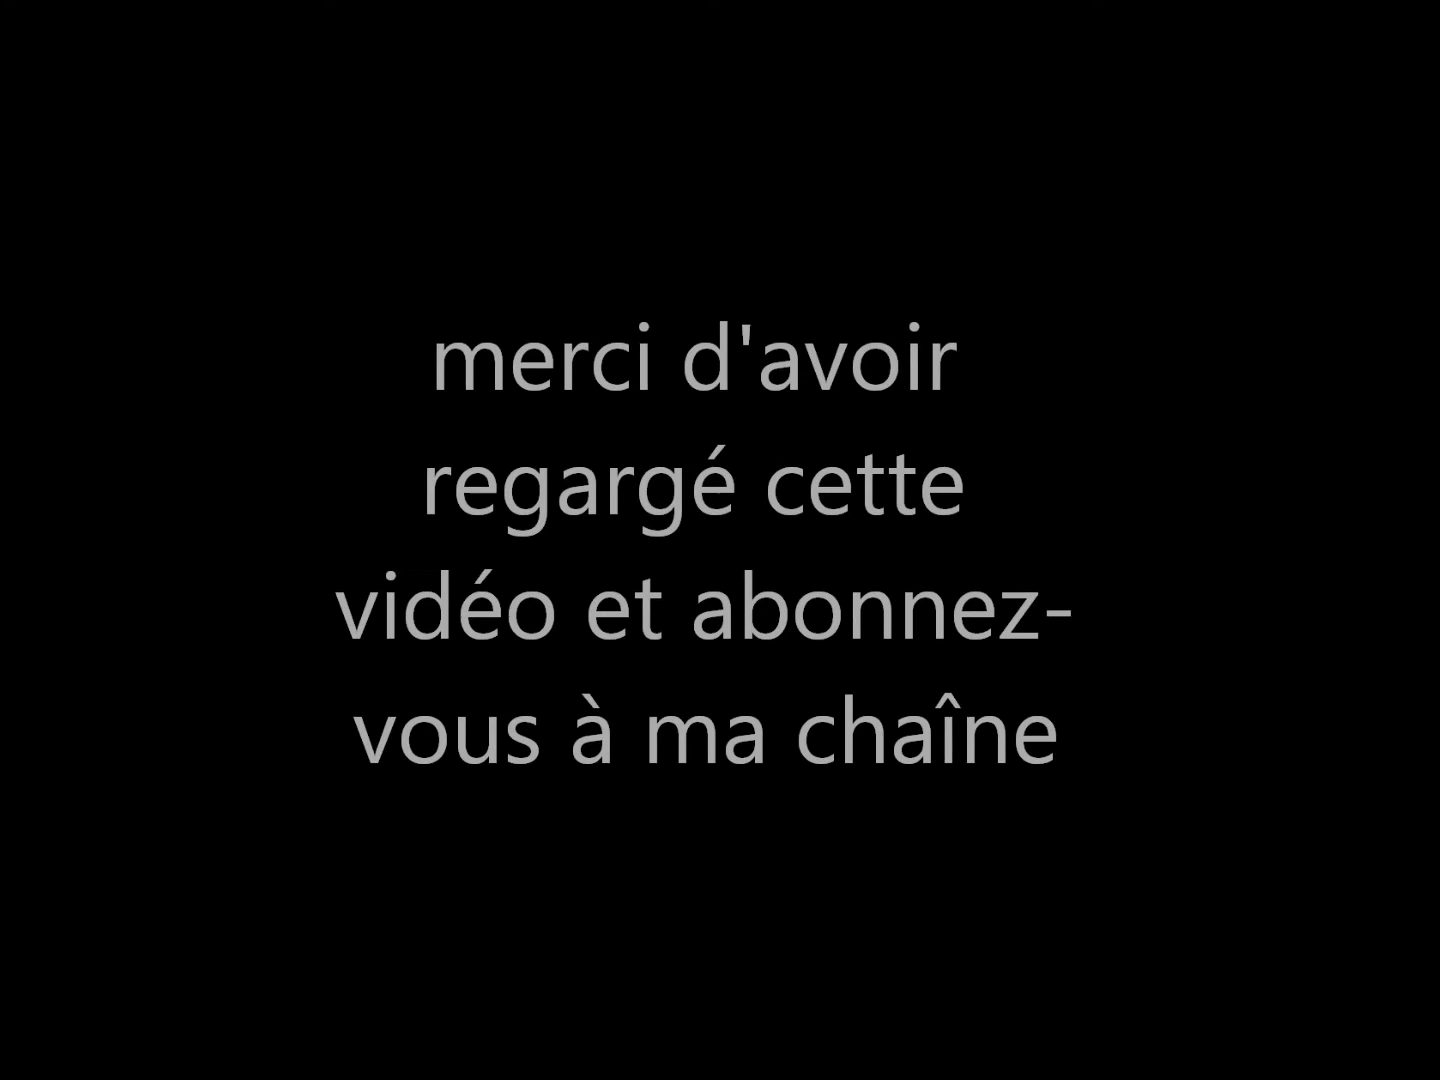 merci d'avoir
regargé cette
vidéo et abonnez-
vous à ma chaîne